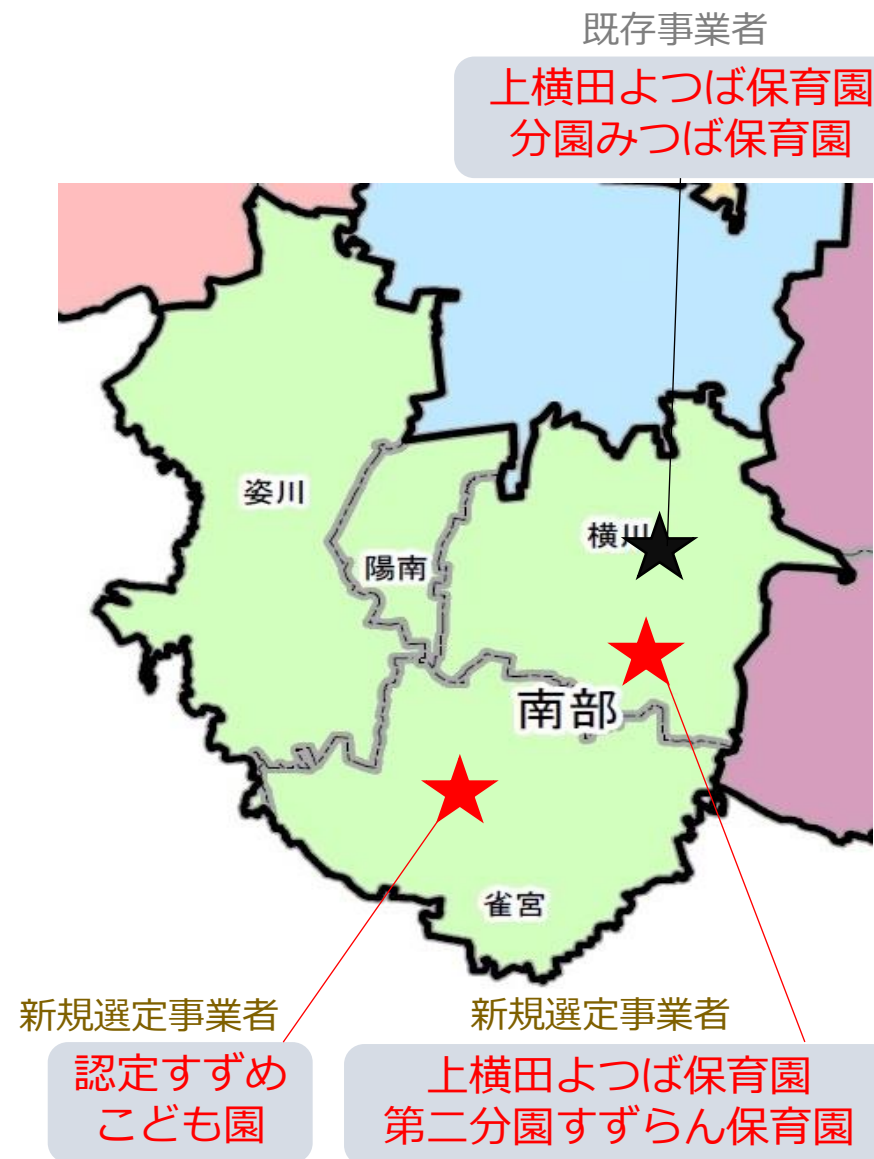 既存事業者
上横田よつば保育園
分園みつば保育園
姿川
横川
陽南
南部
雀宮
新規選定事業者
認定すずめ
こども園
新規選定事業者
上横田よつば保育園
第二分園すずらん保育園